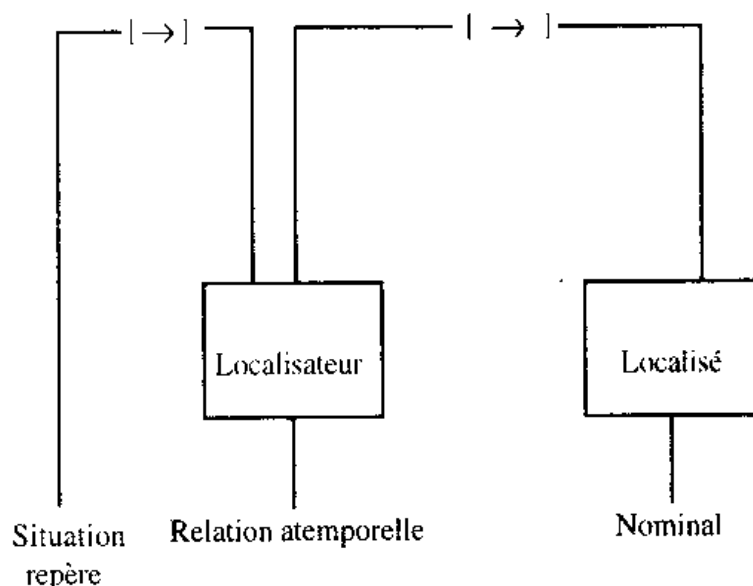 [ → ] [ → ]
Localisateur Localisé
Situation repère
Relation atemporelle
Nominal